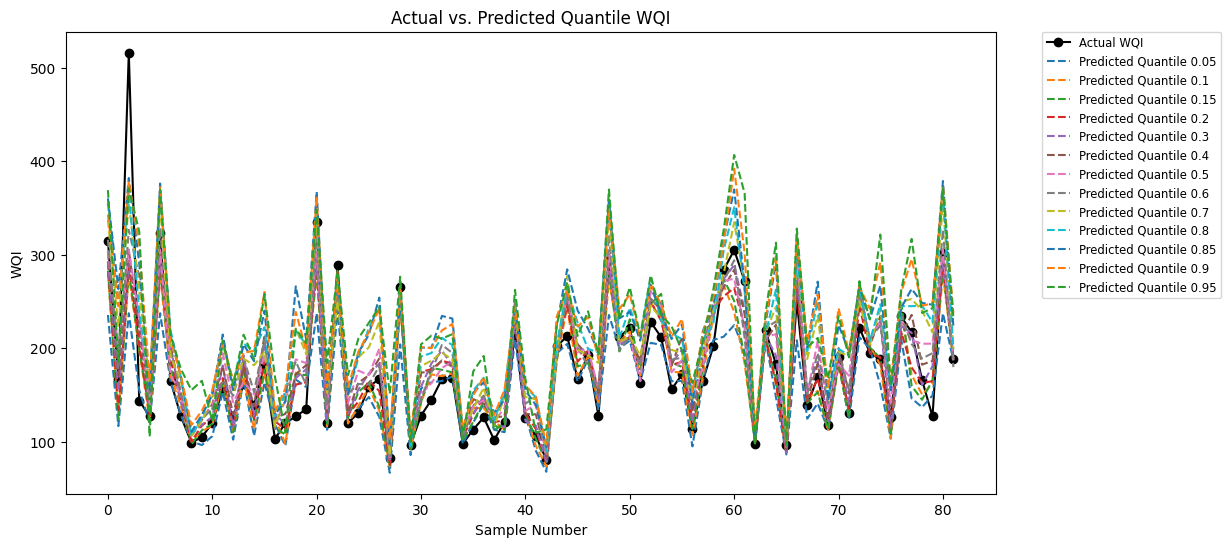 Actual vs. Predicted Quantile WQI
WQI
500
400
300
200
100
0
10
20
30
40
50
60
70
80
Sample Number
Actual WQI
Predicted Quantile 0.05
Predicted Quantile 0.1
Predicted Quantile 0.15
Predicted Quantile 0.2
Predicted Quantile 0.3
Predicted Quantile 0.4
Predicted Quantile 0.5
Predicted Quantile 0.6
Predicted Quantile 0.7
Predicted Quantile 0.8
Predicted Quantile 0.85
Predicted Quantile 0.9
Predicted Quantile 0.95